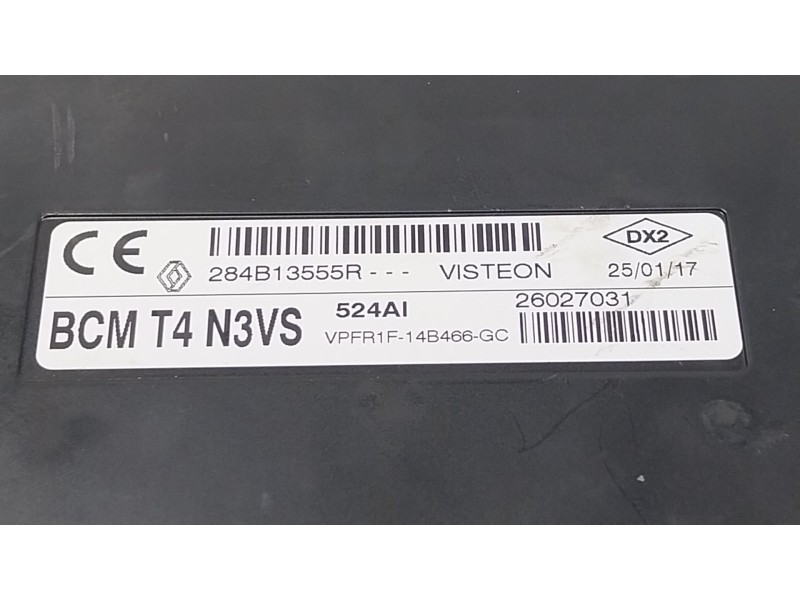 CE
284B13555R--- VISTEON
DX2
25/01/17
BCM T4 N3VS
524AI
VPFR1F-14B466-GC
26027031